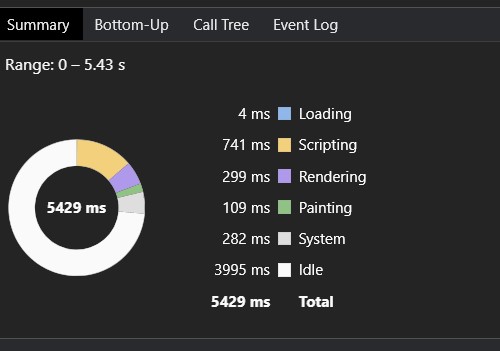 Summary Bottom-Up Call Tree Event Log
Range: 0 – 5.43 s
4 ms Loading
741 ms Scripting
299 ms Rendering
5429 ms
109 ms Painting
282 ms System
3995 ms Idle
5429 ms Total